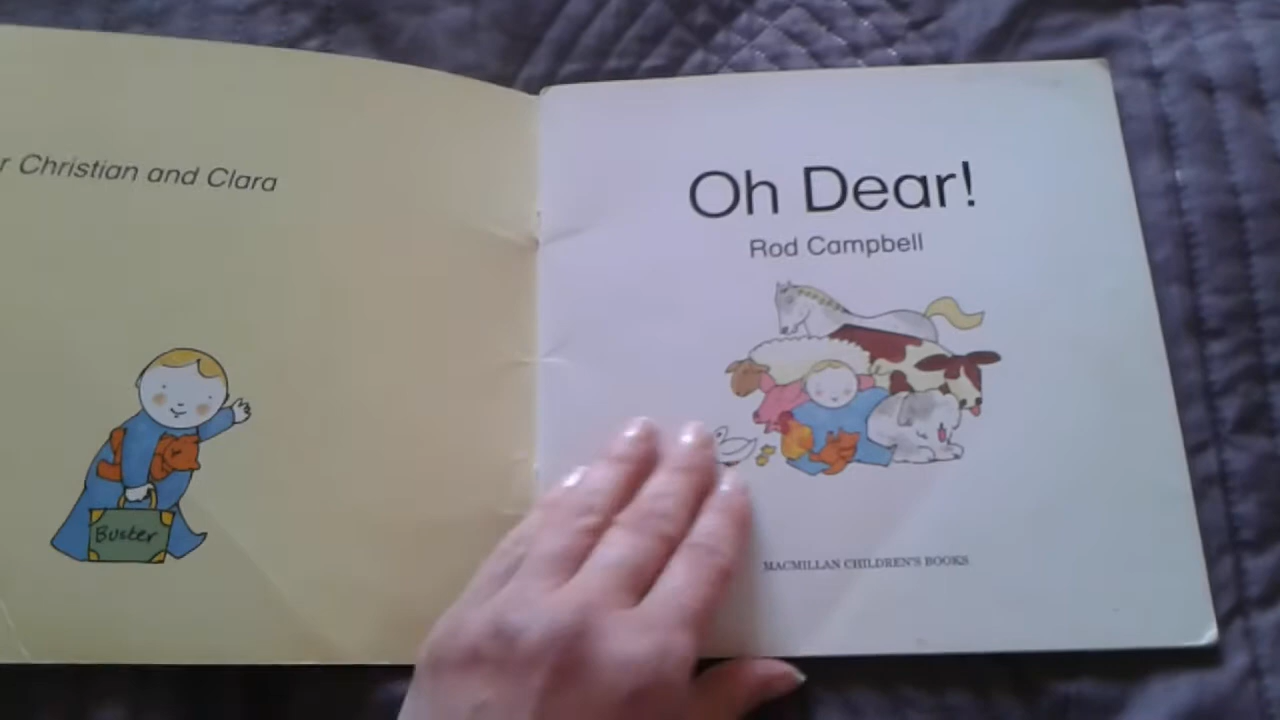 r Christian and Clara
Buster
Oh Dear!
Rod Campbell
MACMILLAN CHILDREN'S BOOKS